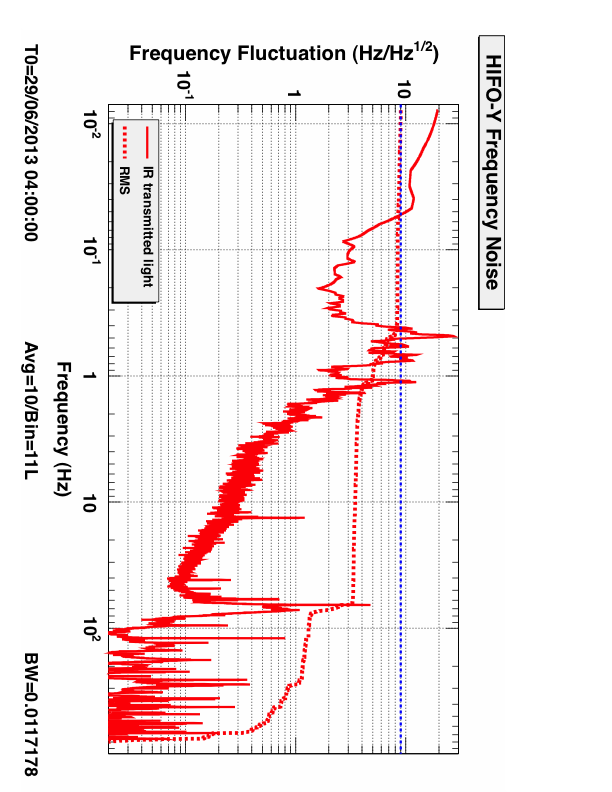 HIFO-Y Frequency Noise
Frequency Fluctuation (Hz/Hz^1/2)
10
1
10^-1
IR transmitted light
RMS
10^-2
10^-1
1
10
10^2
Frequency (Hz)
T0=29/06/2013 04:00:00
Avg=10/Bin=11L
BW=0.0117178